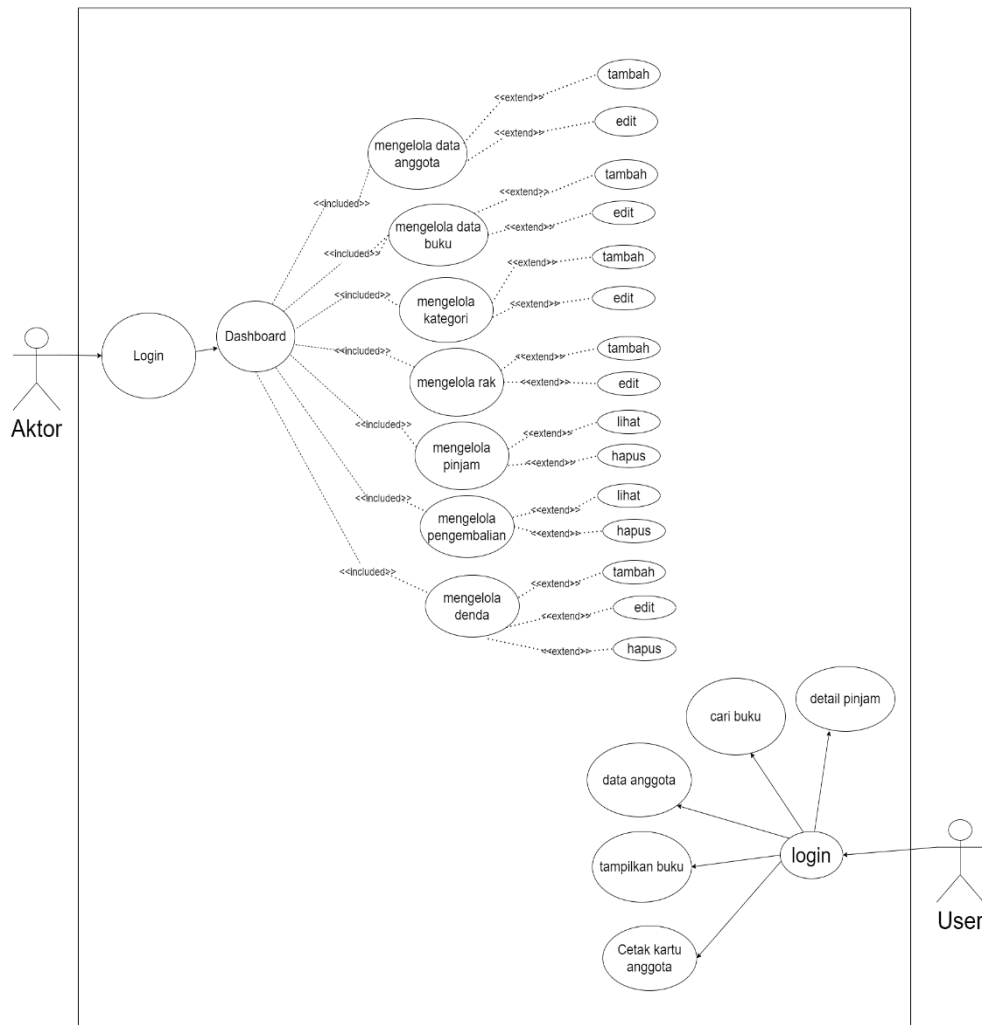 tambah
<<extend>>
<<extend>>
edit
mengelola data
anggota
tambah
<<extend>>
<<included>>
edit
mengelola data
buku
<<extend>>
<<included>>
tambah
<<extend>>
<<included>>
mengelola
kategori
<<extend>>
edit
Login
Dashboard
tambah
<<included>>
<<extend>>
mengelola rak
<<extend>>
edit
Aktor
lihat
<<included>>
<<extend>>
mengelola
pinjam
<<extend>>
hapus
<<included>>
lihat
<<extend>>
mengelola
pengembalian
<<extend>>
hapus
<<included>>
tambah
<<extend>>
mengelola
denda
<<extend>>
edit
<<extend>>
hapus
detail pinjam
cari buku
data anggota
login
tampilkan buku
User
Cetak kartu
anggota